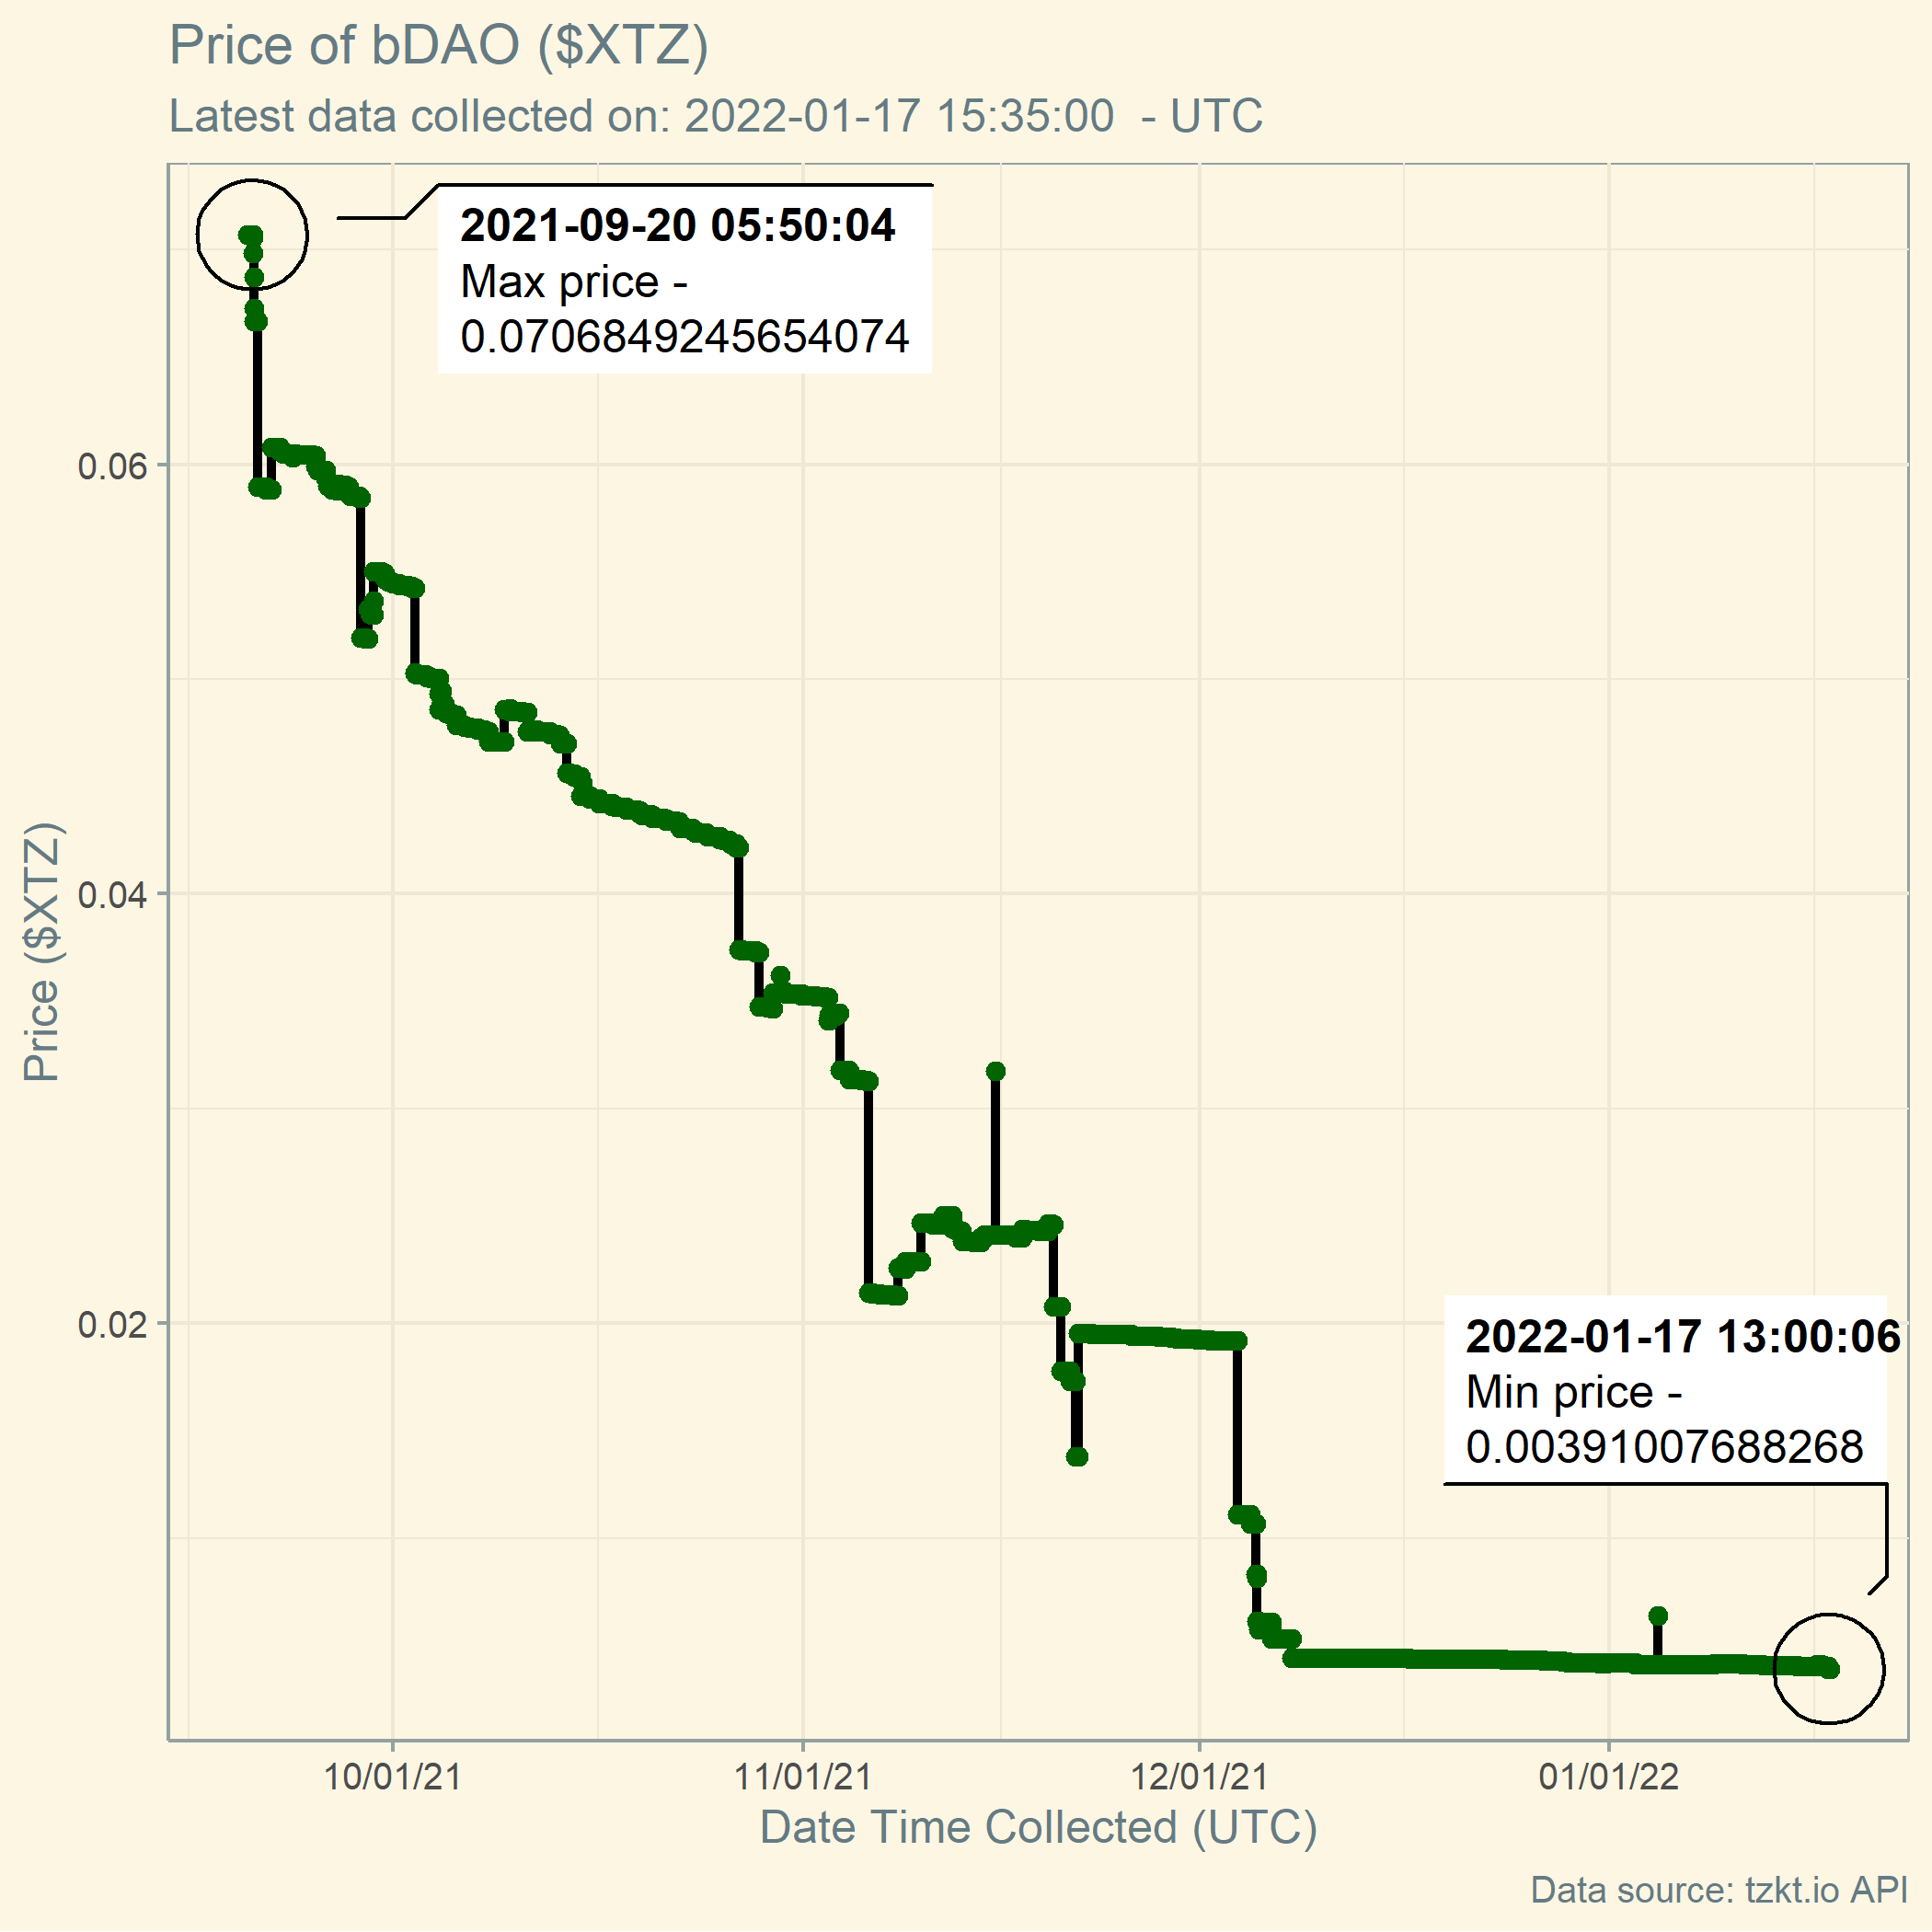 Price of bDAO ($XTZ)
Latest data collected on: 2022-01-17 15:35:00  - UTC
2021-09-20 05:50:04
Max price -
0.0706849245654074
0.06
0.04
0.02
Price ($XTZ)
2022-01-17 13:00:06
Min price -
0.003910076​88268
10/01/21
11/01/21
12/01/21
01/01/22
Date Time Collected (UTC)
Data source: tzkt.io API